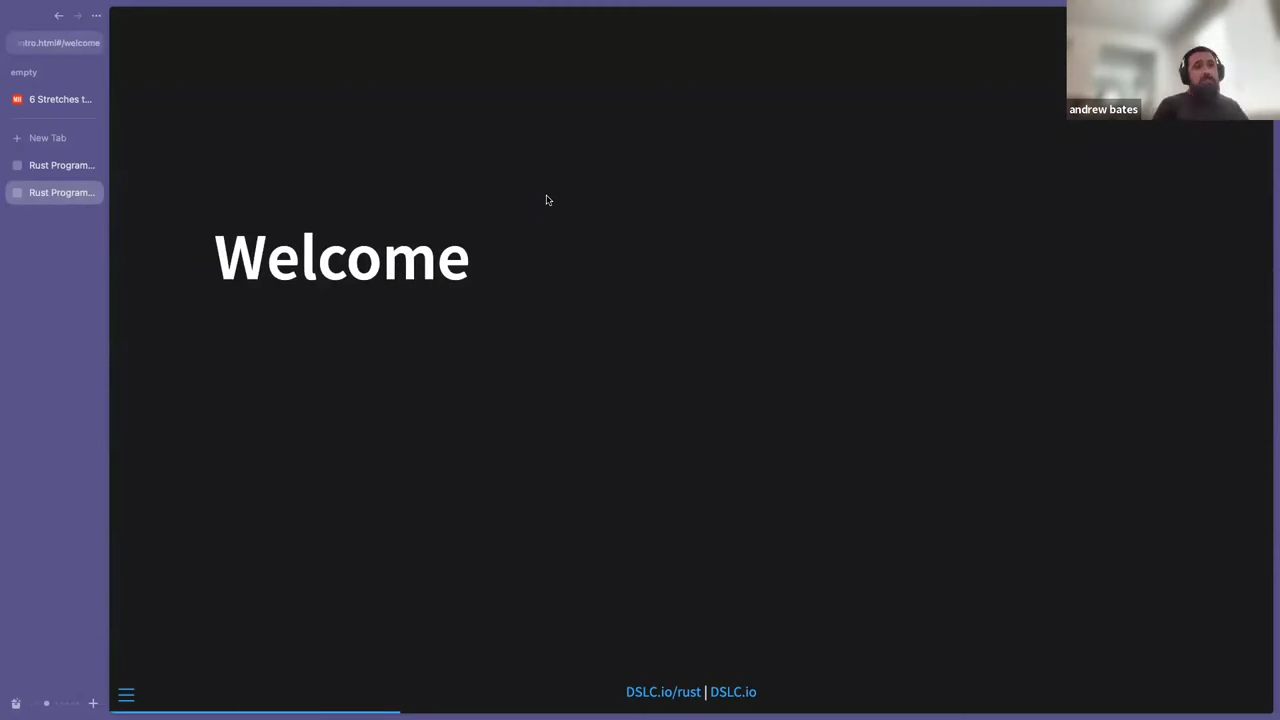 ntro.html#/welcome
empty
6 Stretches t...
New Tab
Rust Program...
Rust Program...
Welcome
andrew bates
DSLC.io/rust | DSLC.io